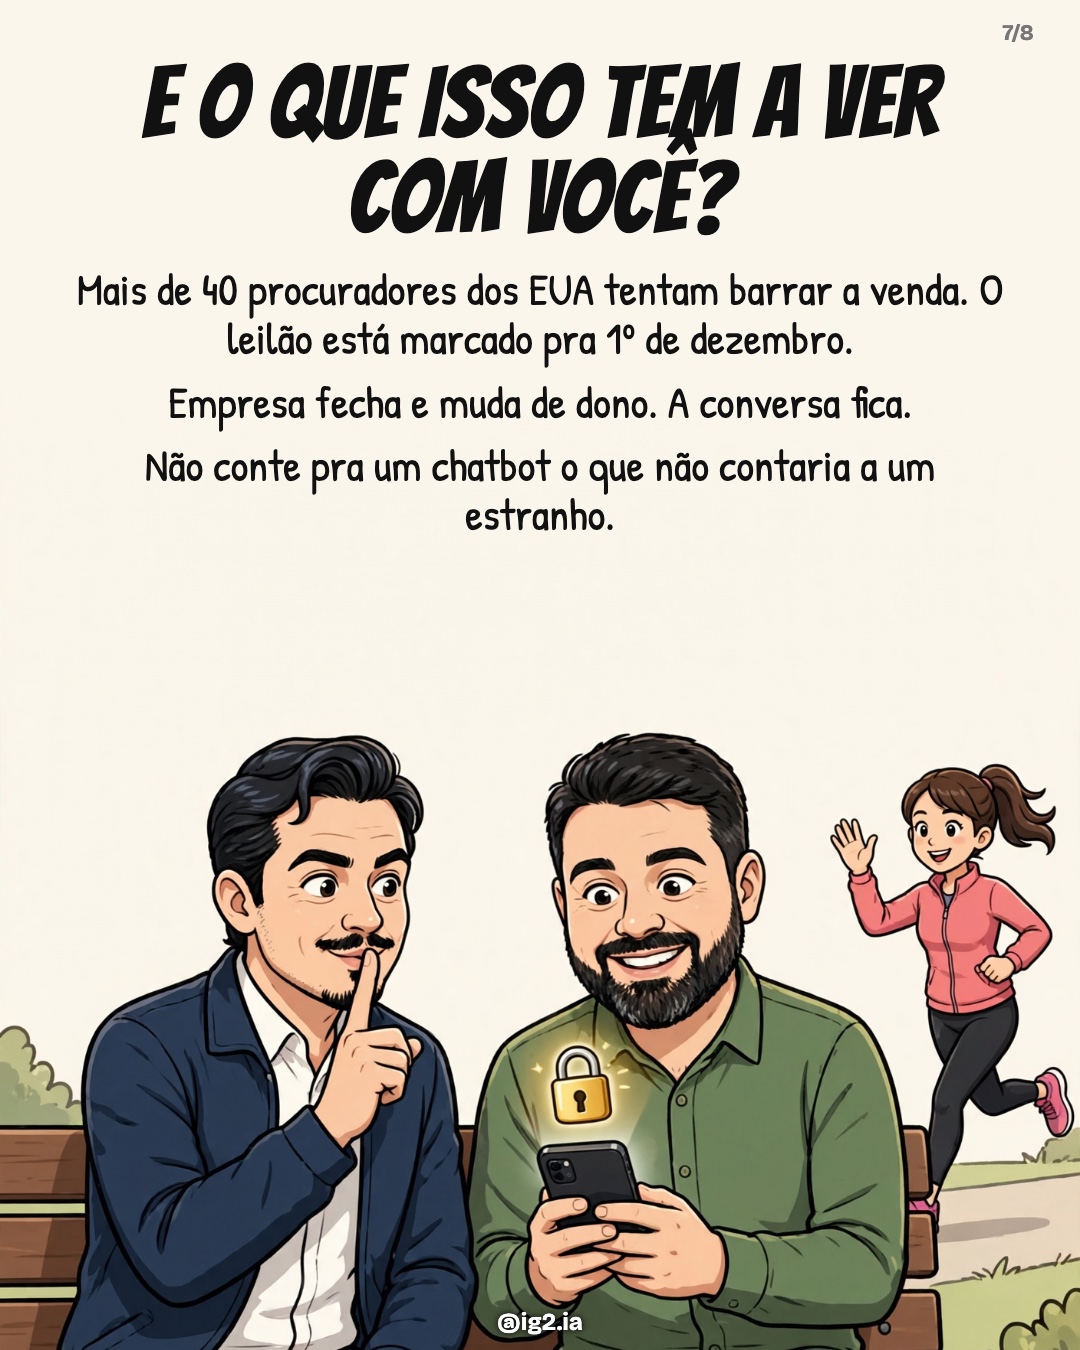 7/8
E O QUE ISSO TEM A VER
COM VOCÊ?
Mais de 40 procuradores dos EUA tentam barrar a venda. O
leilão está marcado pra 1º de dezembro.
Empresa fecha e muda de dono. A conversa fica.
Não conte pra um chatbot o que não contaria a um
estranho.
@ig2.ia